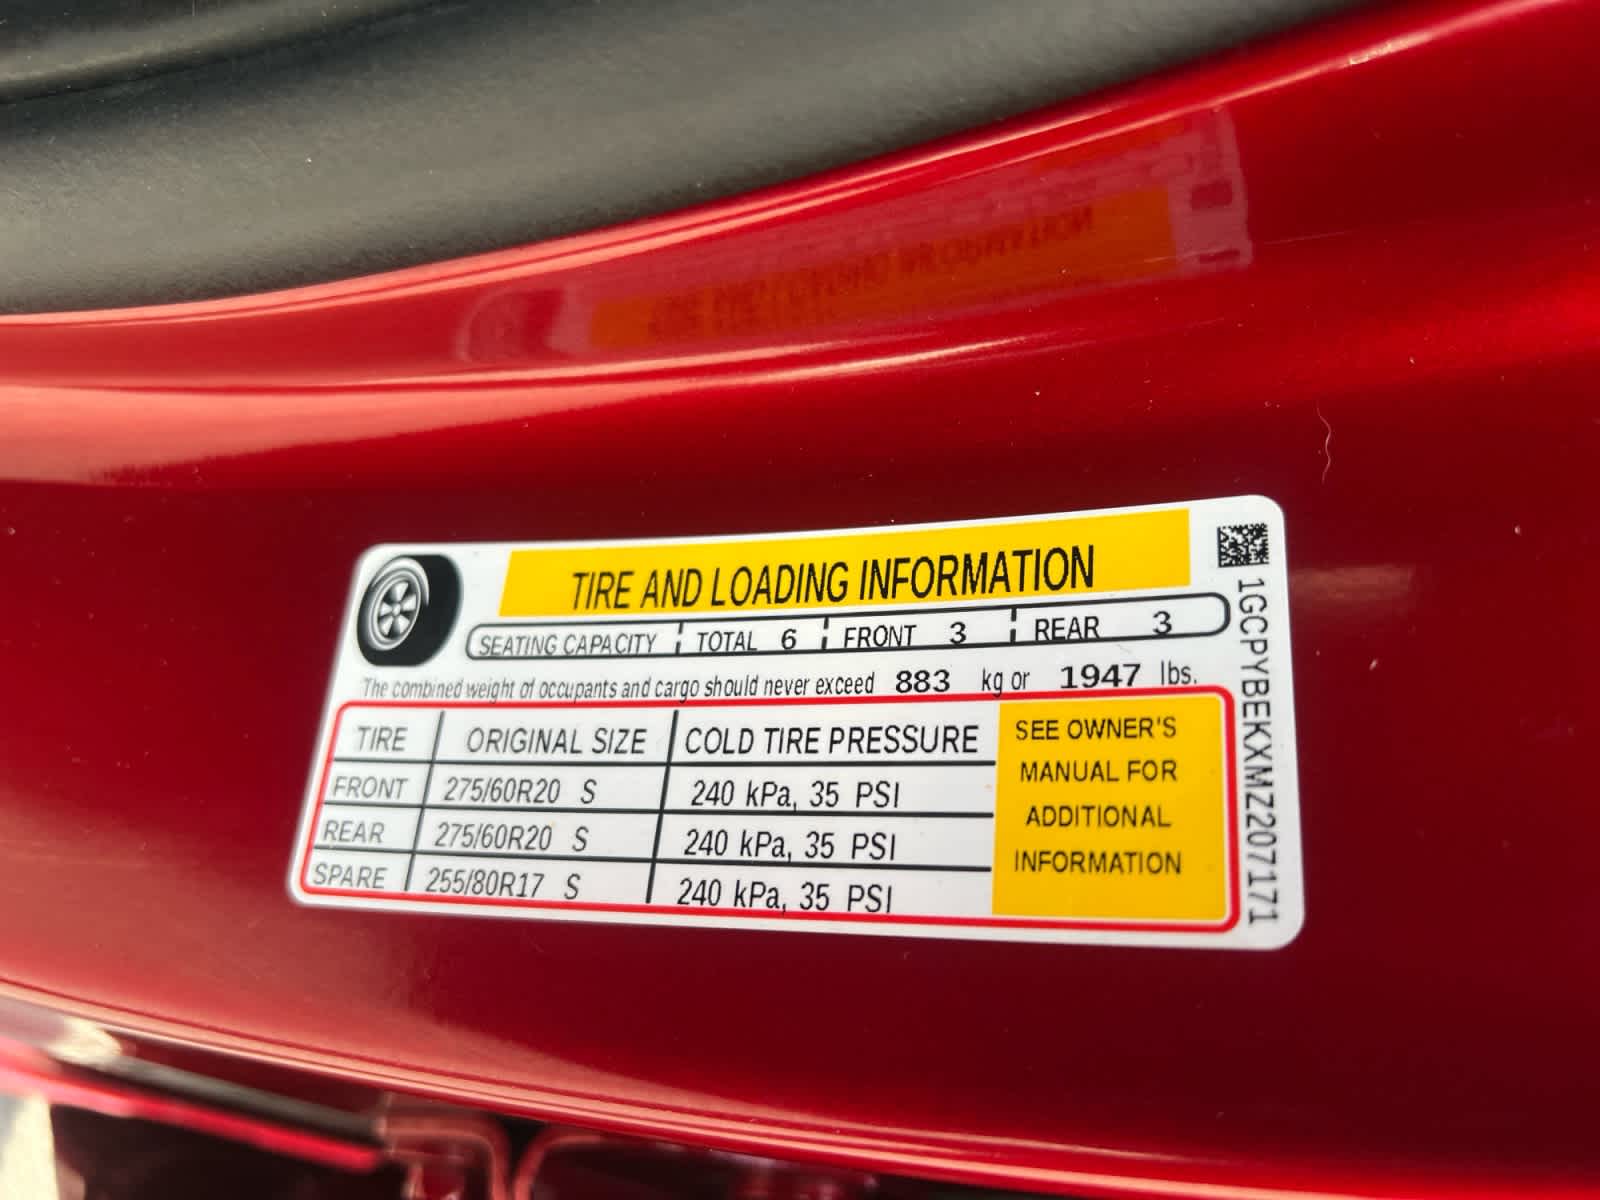 TIRE AND LOADING INFORMATION
SEATING CAPACITY TOTAL 6 FRONT 3 REAR 3
The combined weight of occupants and cargo should never exceed 883 kg or 1947 lbs.
TIRE ORIGINAL SIZE COLD TIRE PRESSURE
FRONT 275/60R20 S 240 kPa, 35 PSI
REAR 275/60R20 S 240 kPa, 35 PSI
SPARE 255/80R17 S 240 kPa, 35 PSI
SEE OWNER'S
MANUAL FOR
ADDITIONAL
INFORMATION
1GCPYBEKXMZ207171